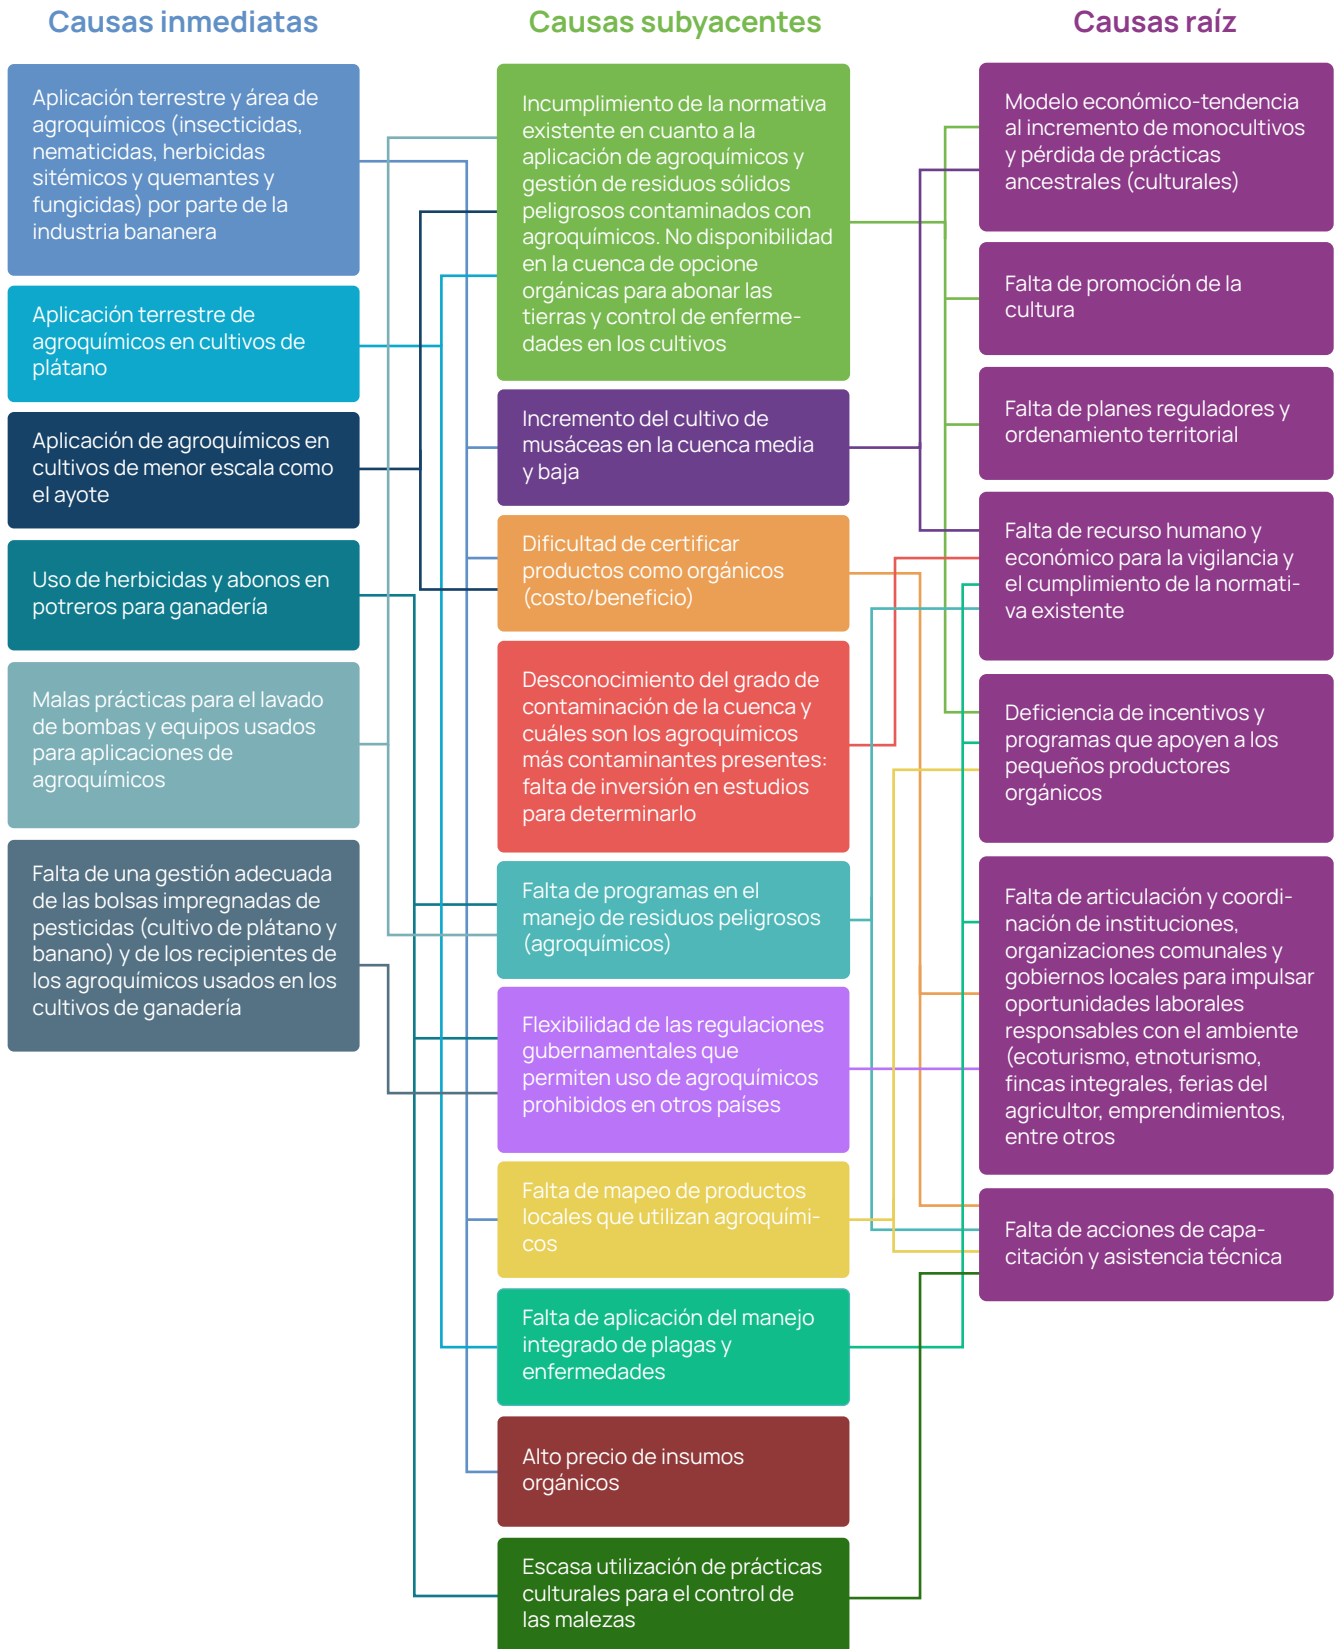 Causas inmediatas
Aplicación terrestre y área de
agroquímicos (insecticidas,
nematicidas, herbicidas
sitémicos y quemantes y
fungicidas) por parte de la
industria bananera
Aplicación terrestre de
agroquímicos en cultivos de
plátano
Aplicación de agroquímicos en
cultivos de menor escala como
el ayote
Uso de herbicidas y abonos en
potreros para ganadería
Malas prácticas para el lavado
de bombas y equipos usados
para aplicaciones de
agroquímicos
Falta de una gestión adecuada
de las bolsas impregnadas de
pesticidas (cultivo de plátano y
banano) y de los recipientes de
los agroquímicos usados en los
cultivos de ganadería
Causas subyacentes
Incumplimiento de la normativa
existente en cuanto a la
aplicación de agroquímicos y
gestión de residuos sólidos
peligrosos contaminados con
agroquímicos. No disponibilidad
en la cuenca de opcione
orgánicas para abonar las
tierras y control de enferme-
dades en los cultivos
Incremento del cultivo de
musáceas en la cuenca media
y baja
Dificultad de certificar
productos como orgánicos
(costo/beneficio)
Desconocimiento del grado de
contaminación de la cuenca y
cuáles son los agroquímicos
más contaminantes presentes:
falta de inversión en estudios
para determinarlo
Falta de programas en el
manejo de residuos peligrosos
(agroquímicos)
Flexibilidad de las regulaciones
gubernamentales que
permiten uso de agroquímicos
prohibidos en otros países
Falta de mapeo de productos
locales que utilizan agroquími-
cos
Falta de aplicación del manejo
integrado de plagas y
enfermedades
Alto precio de insumos
orgánicos
Escasa utilización de prácticas
culturales para el control de
las malezas
Causas raíz
Modelo económico-tendencia
al incremento de monocultivos
y pérdida de prácticas
ancestrales (culturales)
Falta de promoción de la
cultura
Falta de planes reguladores y
ordenamiento territorial
Falta de recurso humano y
económico para la vigilancia y
el cumplimiento de la normati-
va existente
Deficiencia de incentivos y
programas que apoyen a los
pequeños productores
orgánicos
Falta de articulación y coordi-
nación de instituciones,
organizaciones comunales y
gobiernos locales para impulsar
oportunidades laborales
responsables con el ambiente
(ecoturismo, etnoturismo,
fincas integrales, ferias del
agricultor, emprendimientos,
entre otros
Falta de acciones de capa-
citación y asistencia técnica